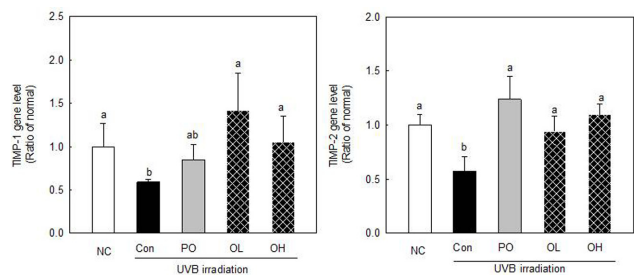 TIMP-1 gene level
(Ratio of normal)
2.5
2.0
1.5
1.0
0.5
0.0
a
b
ab
a
a
NC
Con
PO
OL
OH
UVB irradiation
TIMP-2 gene level
(Ratio of normal)
2.0
1.5
1.0
0.5
0.0
a
b
a
a
a
NC
Con
PO
OL
OH
UVB irradiation